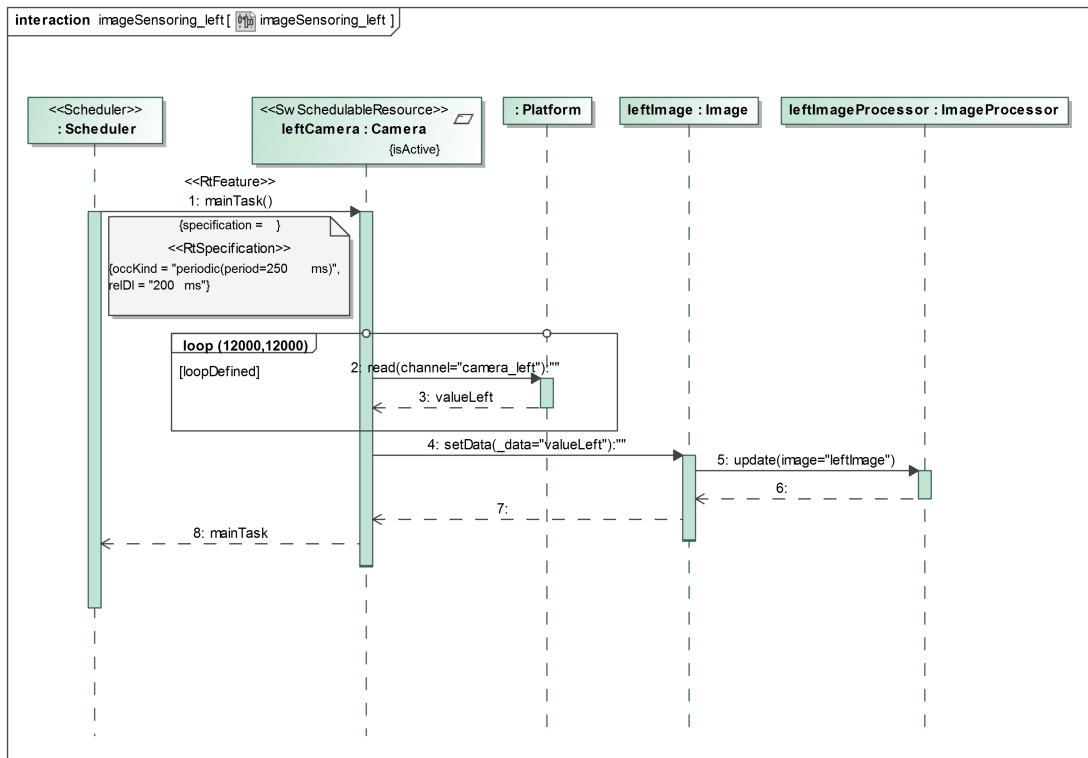 interaction imageSensoring_left[ imageSensoring_left ]
<<Scheduler>>
: Scheduler
<<SwSchedulableResource>>
leftCamera : Camera
{isActive}
: Platform
leftImage : Image
leftImageProcessor : ImageProcessor
<<RtFeature>>
1: mainTask()
{specification = }
<<RtSpecification>>
{occKind = "periodic(period=250 ms)",
relDl = "200 ms"}
loop (12000,12000)
[loopDefined]
2: read(channel="camera_left"):""
3: valueLeft
4: setData(_data="valueLeft"):""
5: update(image="leftImage")
6:
7:
8: mainTask